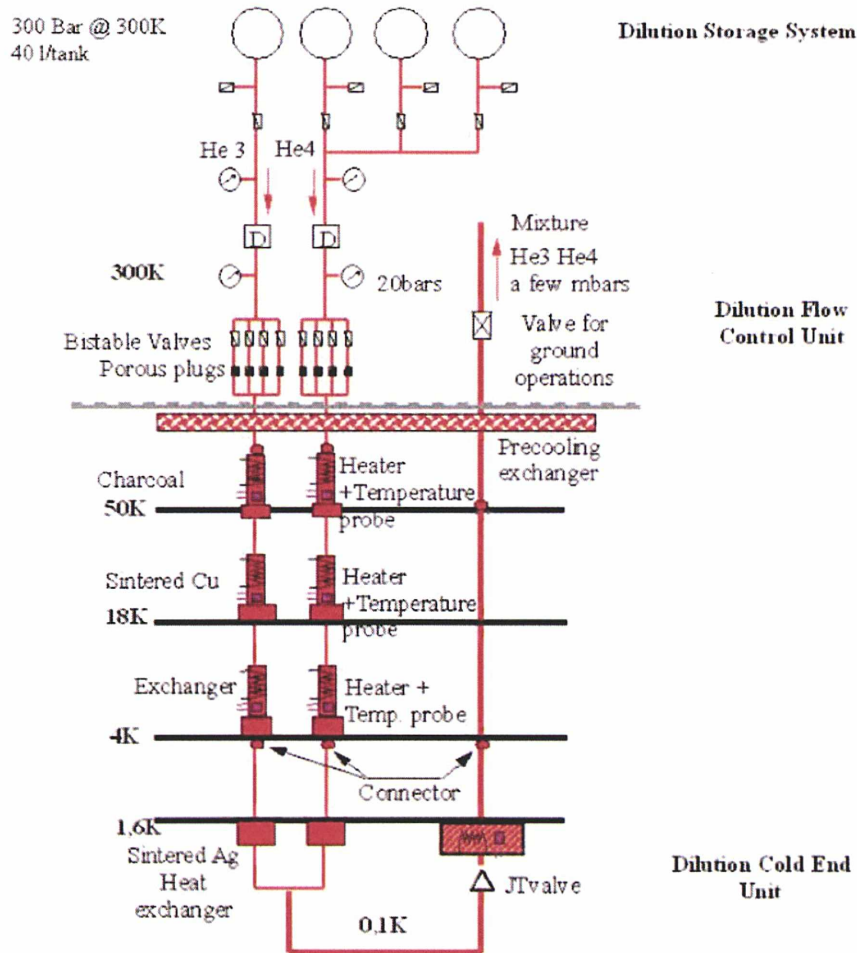 300 Bar @ 300K
40 l/tank
Dilution Storage System
He 3
He4
D
D
Mixture
He3 He4
a few mbars
300K
20bars
Dilution Flow
Control Unit
Bistable Valves
Porous plugs
Valve for
ground
operations
Precooling
exchanger
Charcoal
50K
Heater
+Temperature
probe
Sintered Cu
18K
Heater
+Temperature
probe
Exchanger
4K
Heater +
Temp. probe
Connector
1,6K
Sintered Ag
Heat
exchanger
JTvalve
Dilution Cold End
Unit
0,1K